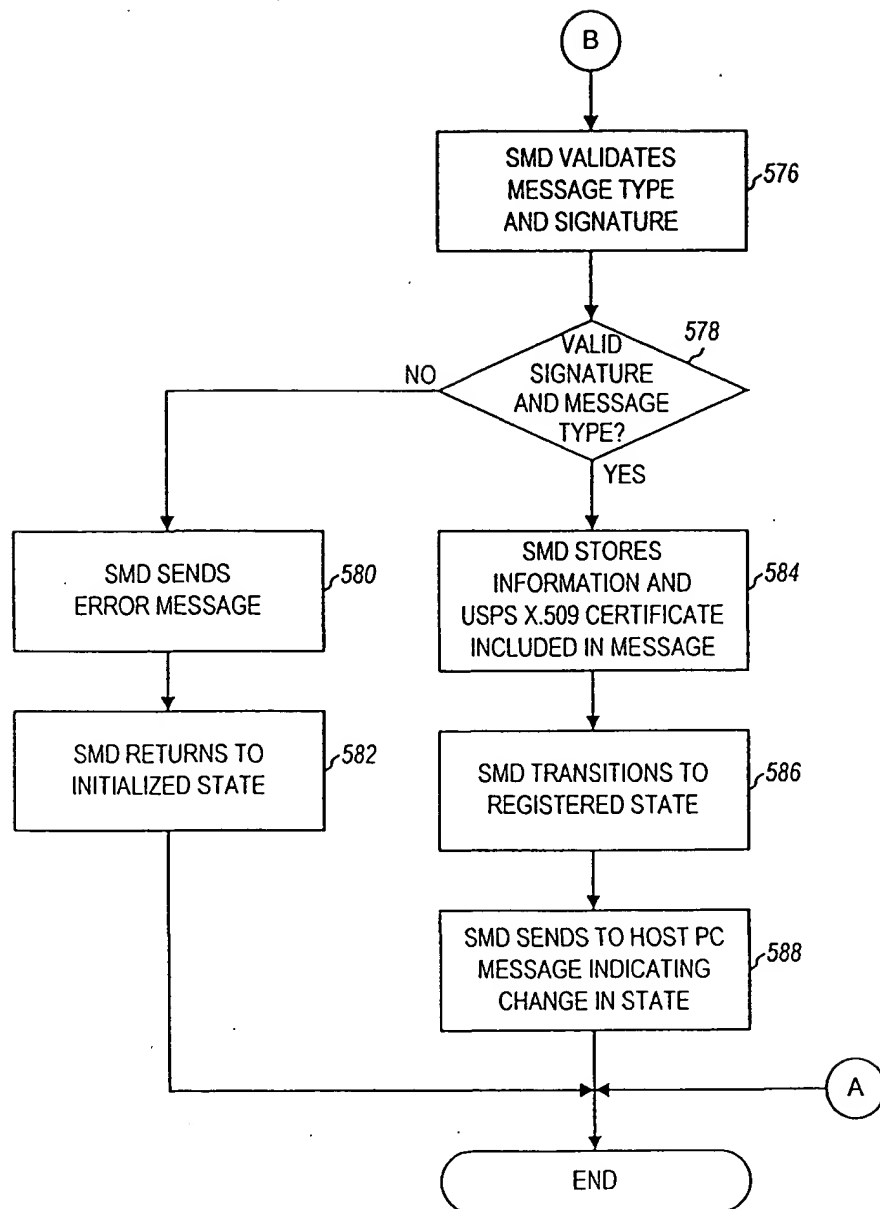 B
SMD VALIDATES
MESSAGE TYPE
AND SIGNATURE
576
578
VALID
SIGNATURE
AND MESSAGE
TYPE?
NO
YES
SMD SENDS
ERROR MESSAGE
580
SMD STORES
INFORMATION AND
USPS X.509 CERTIFICATE
INCLUDED IN MESSAGE
584
SMD RETURNS TO
INITIALIZED STATE
582
SMD TRANSITIONS TO
REGISTERED STATE
586
SMD SENDS TO HOST PC
MESSAGE INDICATING
CHANGE IN STATE
588
A
END